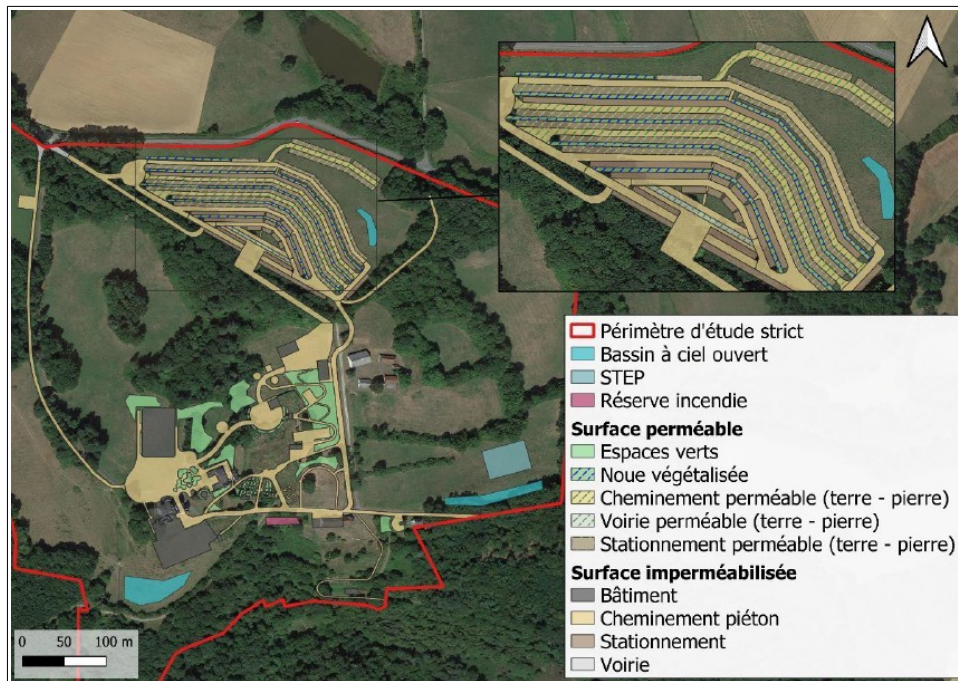 Périmètre d'étude strict
Bassin à ciel ouvert
STEP
Réserve incendie
Surface perméable
Espaces verts
Noue végétalisée
Cheminement perméable (terre - pierre)
Voirie perméable (terre - pierre)
Stationnement perméable (terre - pierre)
Surface imperméabilisée
Bâtiment
Cheminement piéton
Stationnement
Voirie
0 50 100 m